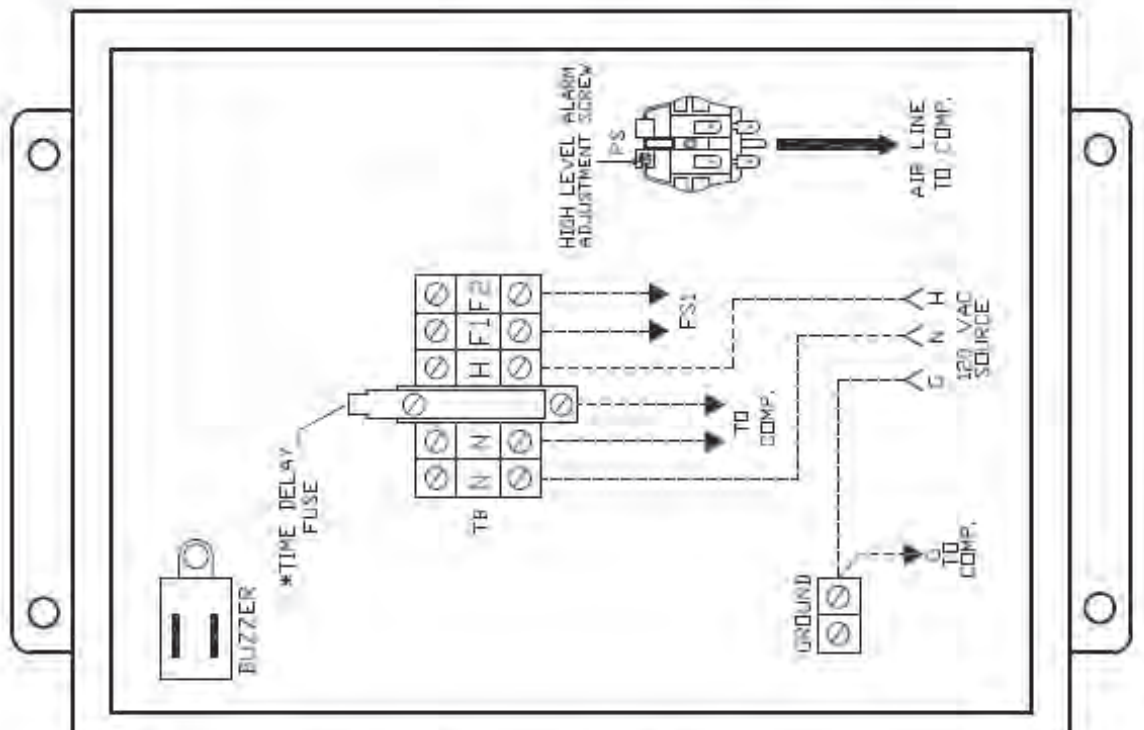 HIGH LEVEL ALARM
ADJUSTMENT SCREW
PS
AIR LINE
TO COMP.
*TIME DELAY
FUSE
N
N
H
F1
F2
TB
FS1
TO
COMP.
G
N
H
120 VAC
SOURCE
BUZZER
GROUND
G
TO
COMP.